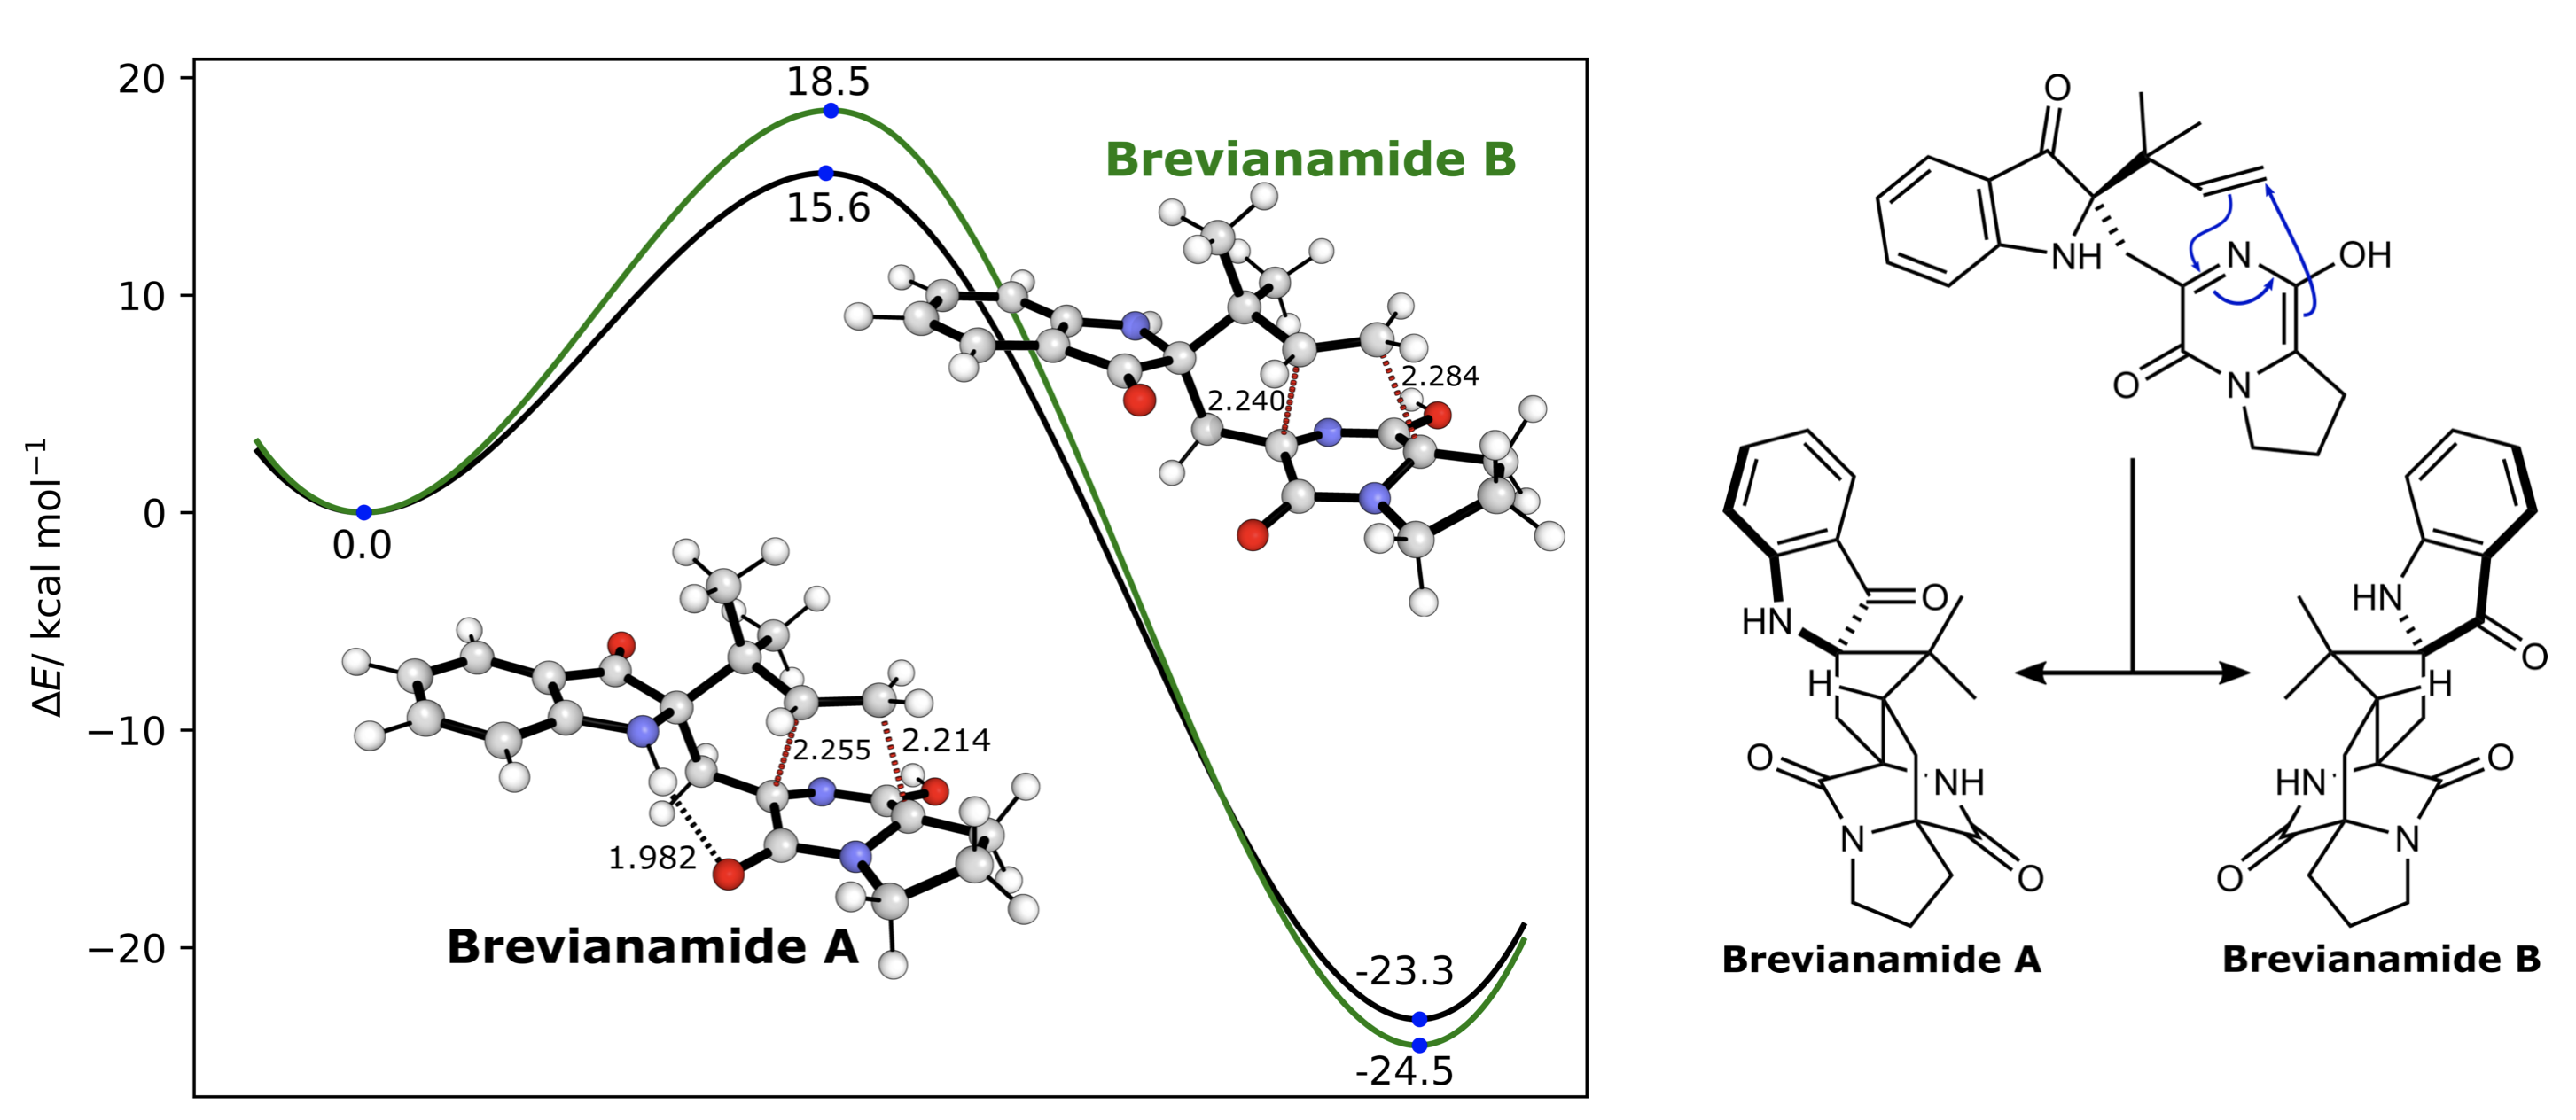 20
10
0
−10
−20
ΔE/ kcal mol⁻¹
18.5
15.6
0.0
-23.3
-24.5
Brevianamide B
2.240
2.284
2.255
2.214
1.982
Brevianamide A
O
NH
N
OH
O
N
O
HN
H
O
NH
N
O
Brevianamide A
HN
O
H
O
HN
N
O
Brevianamide B